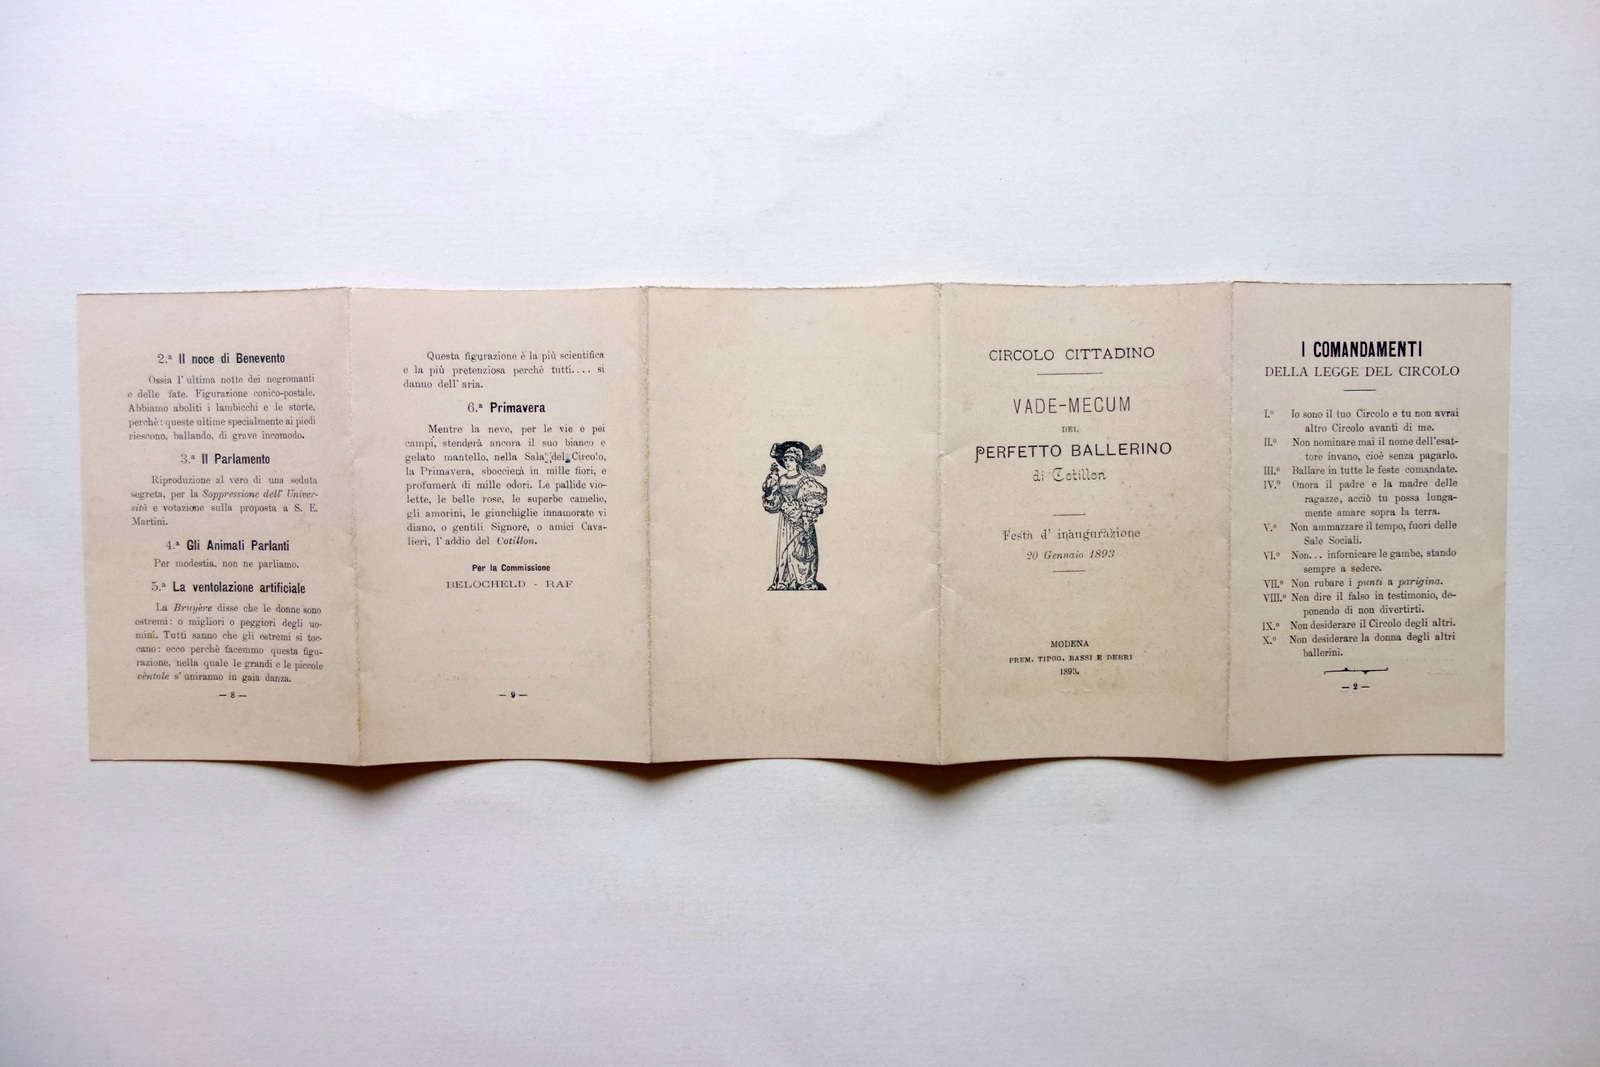 2.ª Il noce di Benevento
Ossia l' ultima notte dei negromanti
e delle fate. Figurazione conico-postale.
Abbiamo aboliti i lambicchi e le storte,
perchè: queste ultime specialmente ai piedi
riescono, ballando, di grave incomodo.
3.ª Il Parlamento
Riproduzione al vero di una seduta
segreta, per la Soppressione dell' Univer-
sità e votazione sulla proposta a S. E.
Martini.
4.ª Gli Animali Parlanti
Per modestia, non ne parliamo.
5.ª La ventolazione artificiale
La Bruyère disse che le donne sono
estremi: o migliori o peggiori degli uo-
mini. Tutti sanno che gli estremi si toc-
cano: ecco perchè facemmo questa figu-
razione, nella quale le grandi e le piccole
vèntole s' uniranno in gaia danza.
— 8 —
Questa figurazione è la più scientifica
e la più pretenziosa perchè tutti.... si
danno dell' aria.
6.ª Primavera
Mentre la neve, per le vie e pei
campi, stenderà ancora il suo bianco e
gelato mantello, nella Sala del Circolo,
la Primavera, sboccierà in mille fiori, e
profumerà di mille odori. Le pallide vio-
lette, le belle rose, le superbe camelie,
gli amorini, le giunchiglie innamorate vi
diano, o gentili Signore, o amici Cava-
lieri, l' addio del Cotillon.
Per la Commissione
BELOCHELD - RAF
— 9 —
CIRCOLO CITTADINO
VADE-MECUM
DEL
PERFETTO BALLERINO
di Cotillon
Festa d' inaugurazione
20 Gennaio 1893
MODENA
PREM. TIPOG. BASSI E DEBRI
1893.
I COMANDAMENTI
DELLA LEGGE DEL CIRCOLO
I.º Io sono il tuo Circolo e tu non avrai
altro Circolo avanti di me.
II.º Non nominare mai il nome dell'esat-
tore invano, cioè senza pagarlo.
III.º Ballare in tutte le feste comandate.
IV.º Onora il padre e la madre delle
ragazze, acciò tu possa lunga-
mente amare sopra la terra.
V.º Non ammazzare il tempo, fuori delle
Sale Sociali.
VI.º Non... infornicare le gambe, stando
sempre a sedere.
VII.º Non rubare i punti a parigina.
VIII.º Non dire il falso in testimonio, de-
ponendo di non divertirti.
IX.º Non desiderare il Circolo degli altri.
X.º Non desiderare la donna degli altri
ballerini.
— 2 —